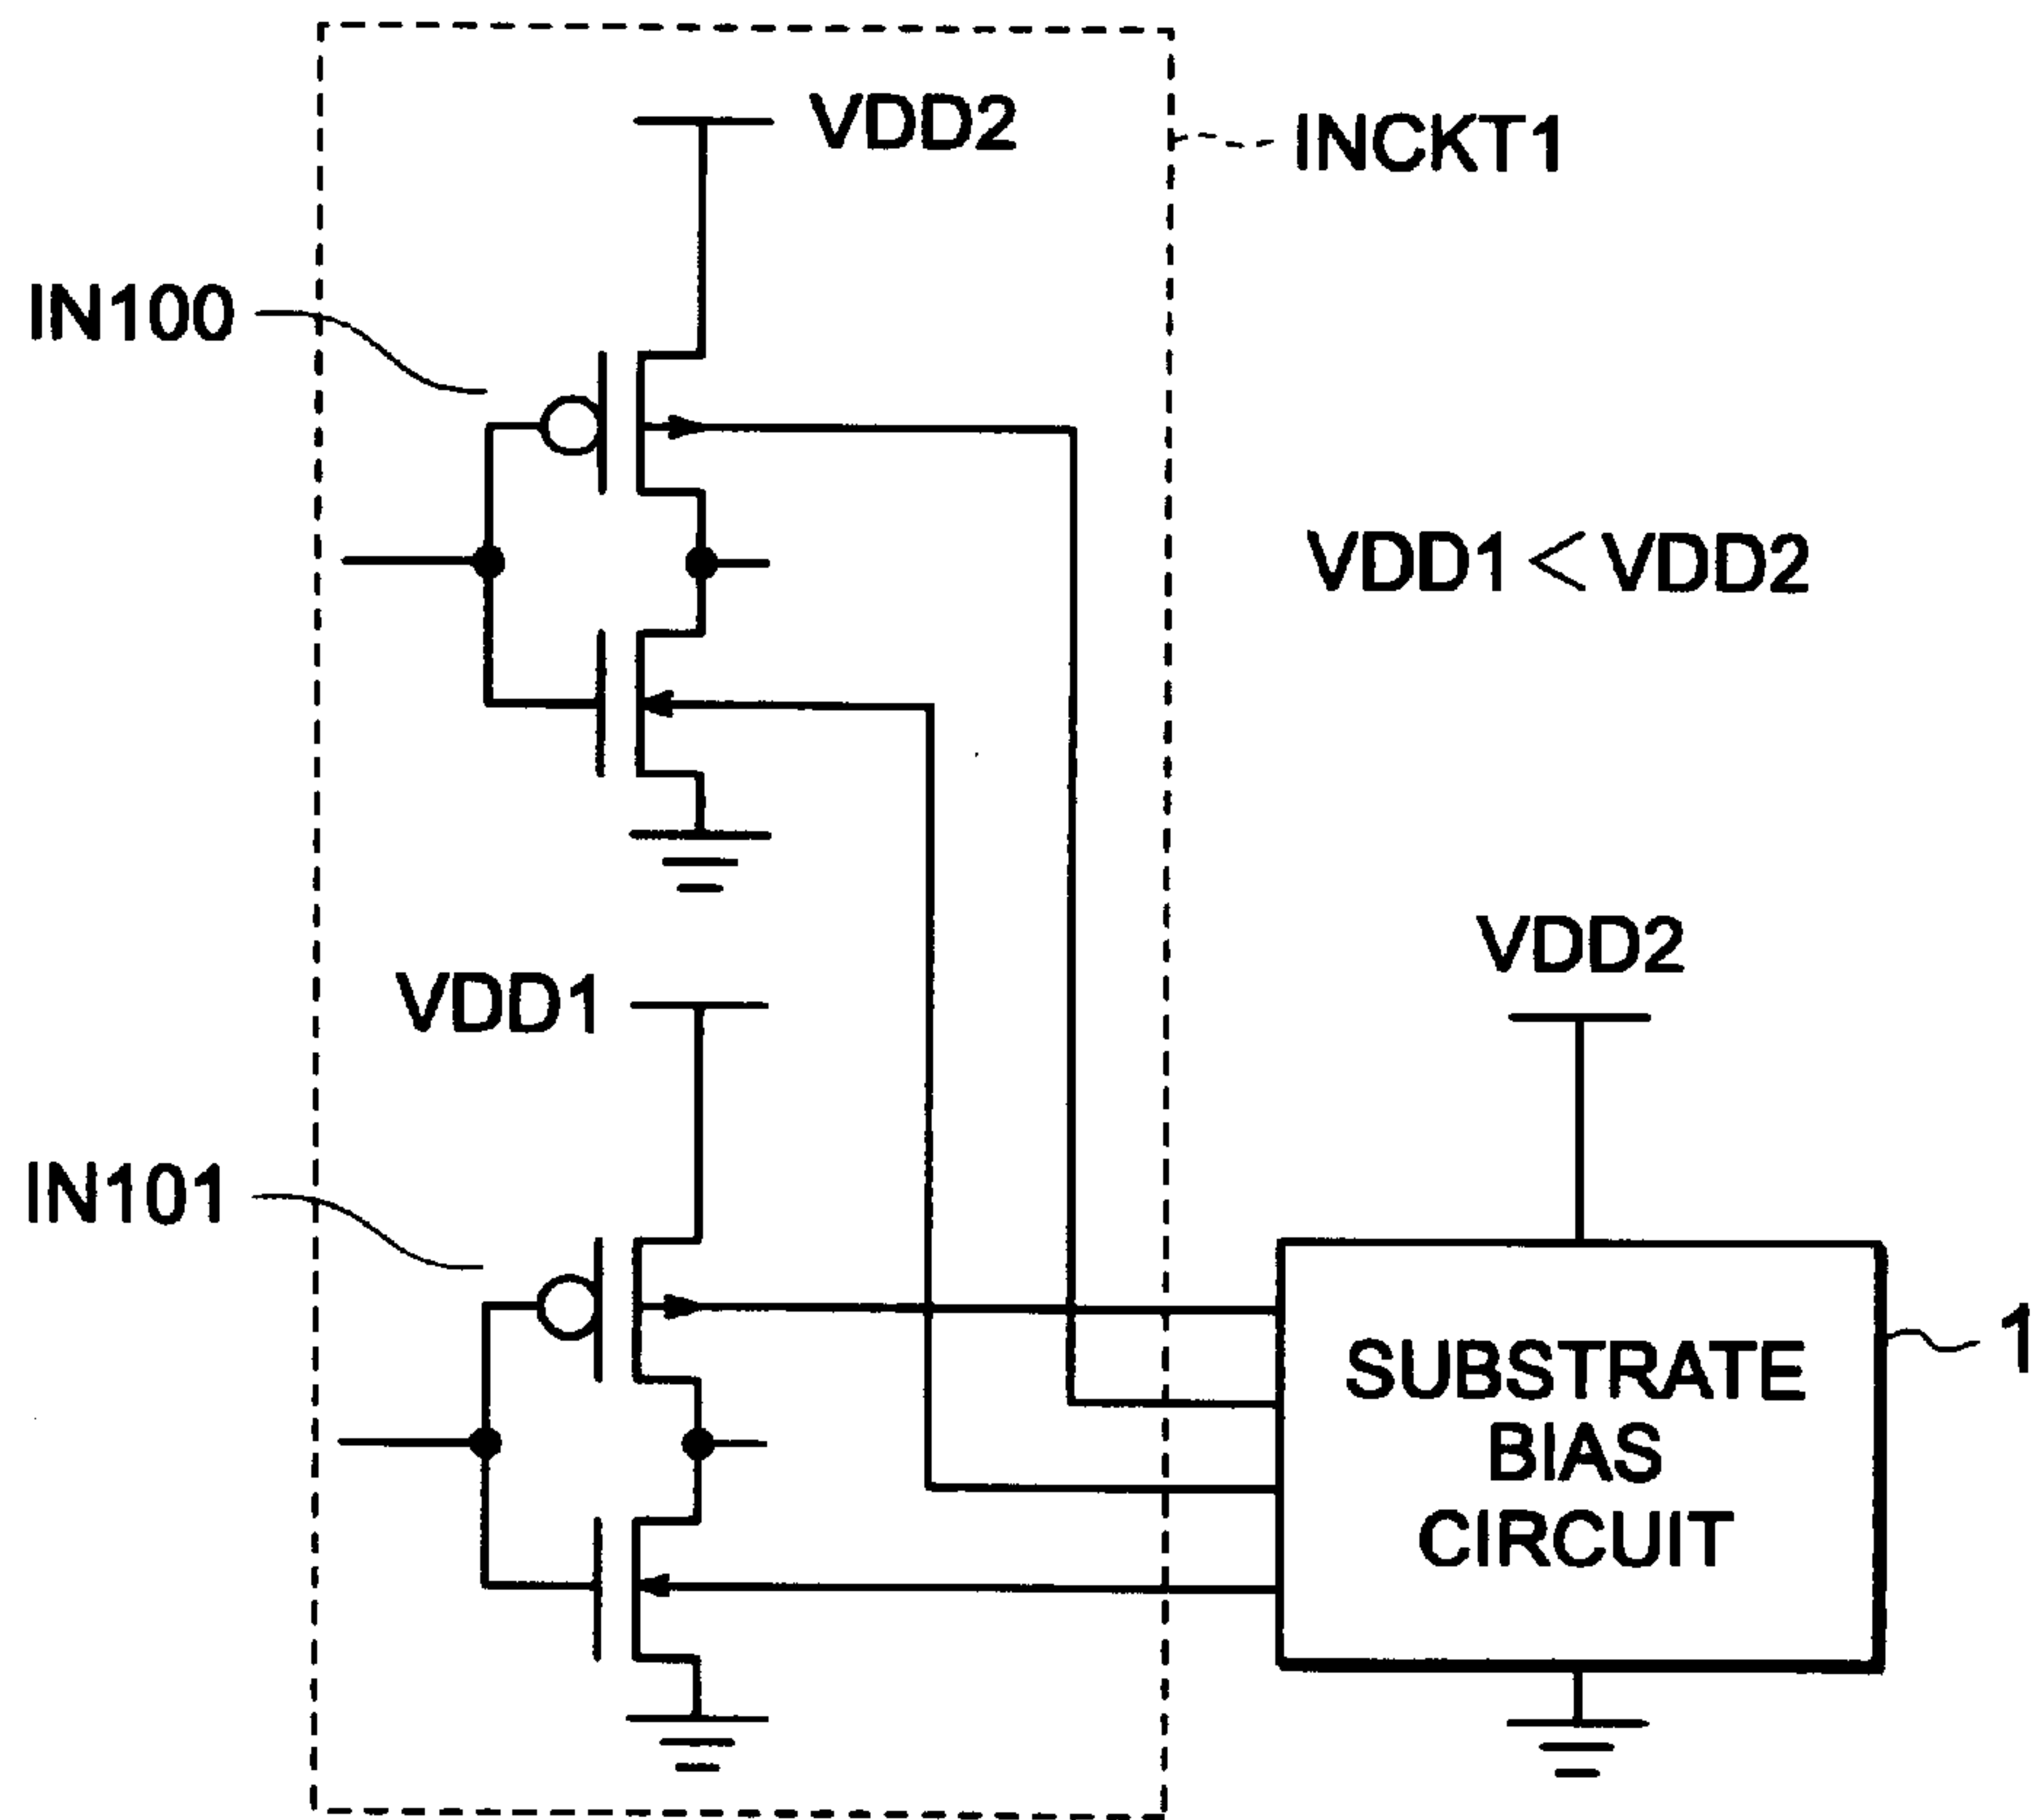 VDD2
INCKT1
IN100
VDD1 < VDD2
VDD2
VDD1
IN101
1
SUBSTRATE
BIAS
CIRCUIT